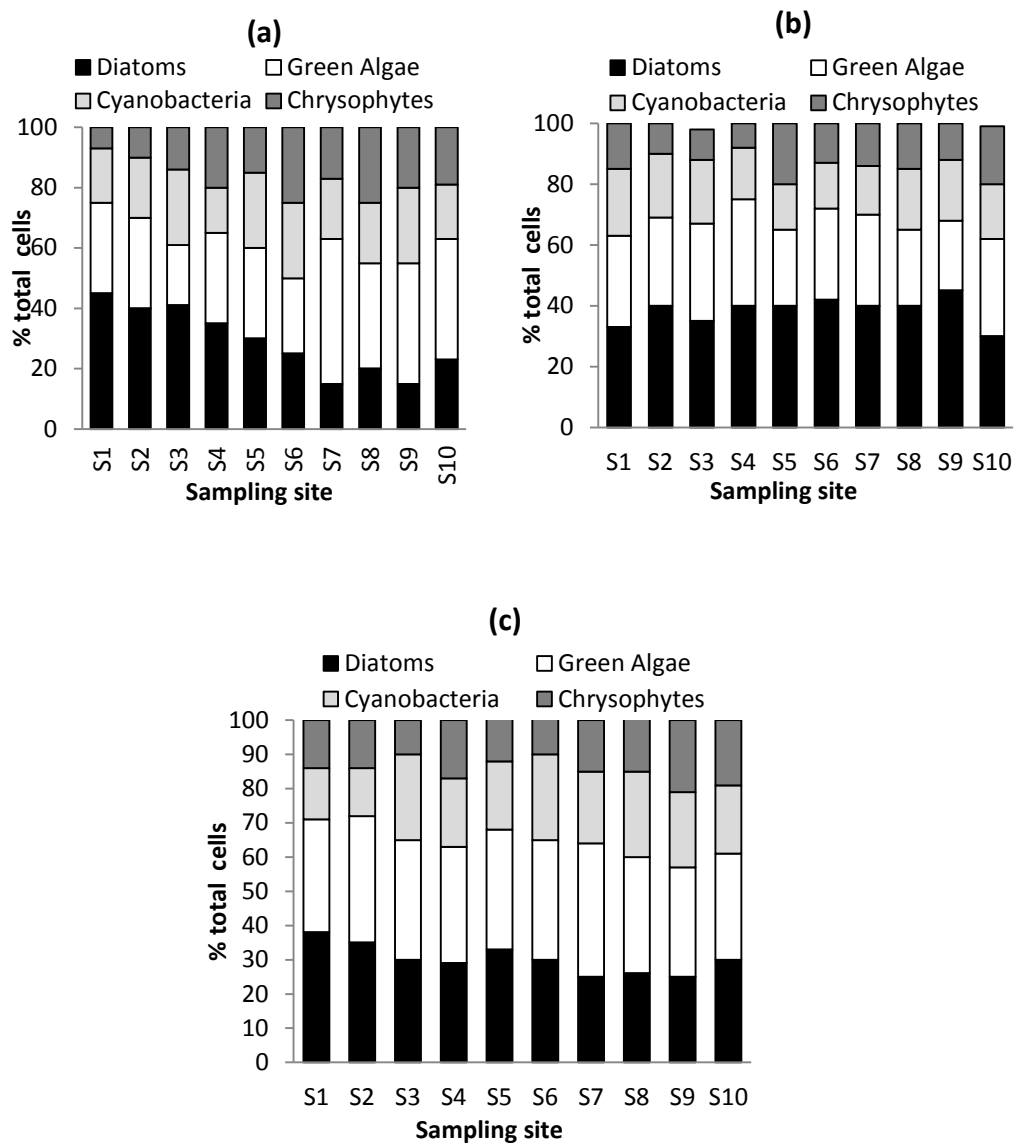 (a)
Diatoms Green Algae
Cyanobacteria Chrysophytes
100
80
60
40
20
0
% total cells
S1 S2 S3 S4 S5 S6 S7 S8 S9 S10
Sampling site
(b)
Diatoms Green Algae
Cyanobacteria Chrysophytes
100
80
60
40
20
0
% total cells
S1 S2 S3 S4 S5 S6 S7 S8 S9 S10
Sampling site
(c)
Diatoms Green Algae
Cyanobacteria Chrysophytes
100
90
80
70
60
50
40
30
20
10
0
% total cells
S1 S2 S3 S4 S5 S6 S7 S8 S9 S10
Sampling site